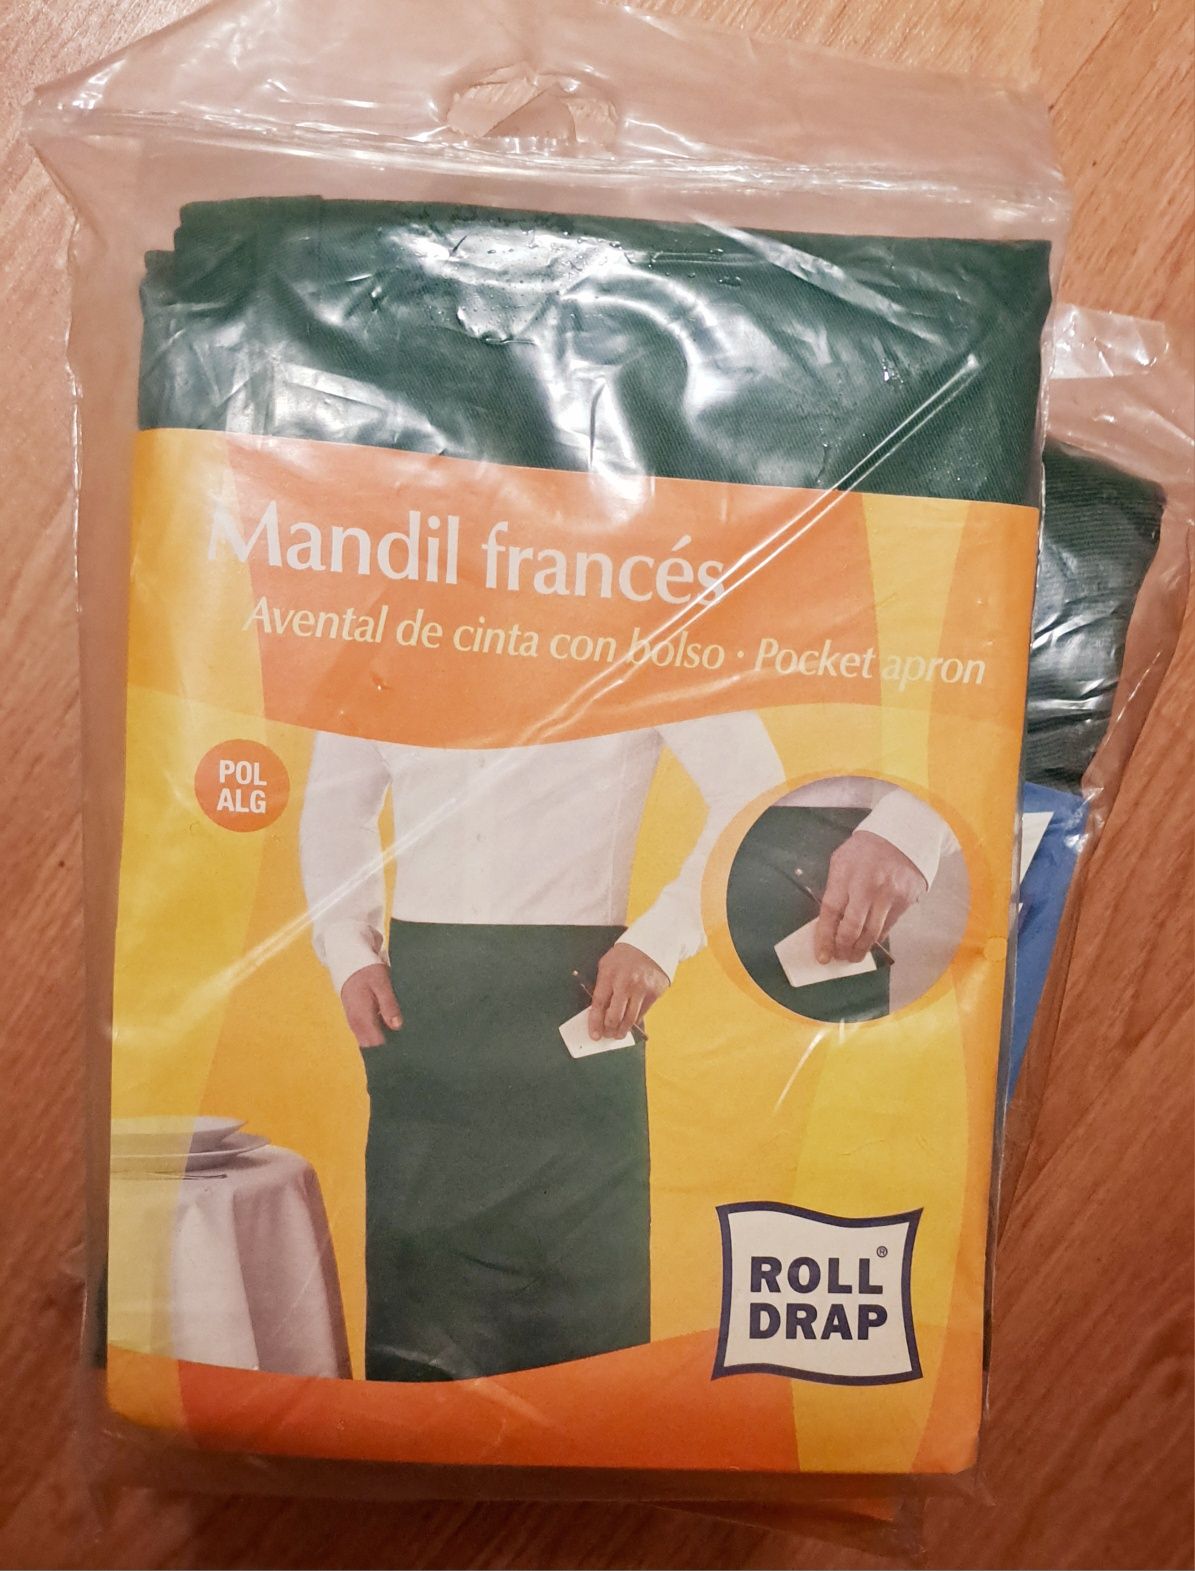 Mandil francés
Avental de cinta con bolso · Pocket apron
POL
ALG
ROLL®
DRAP